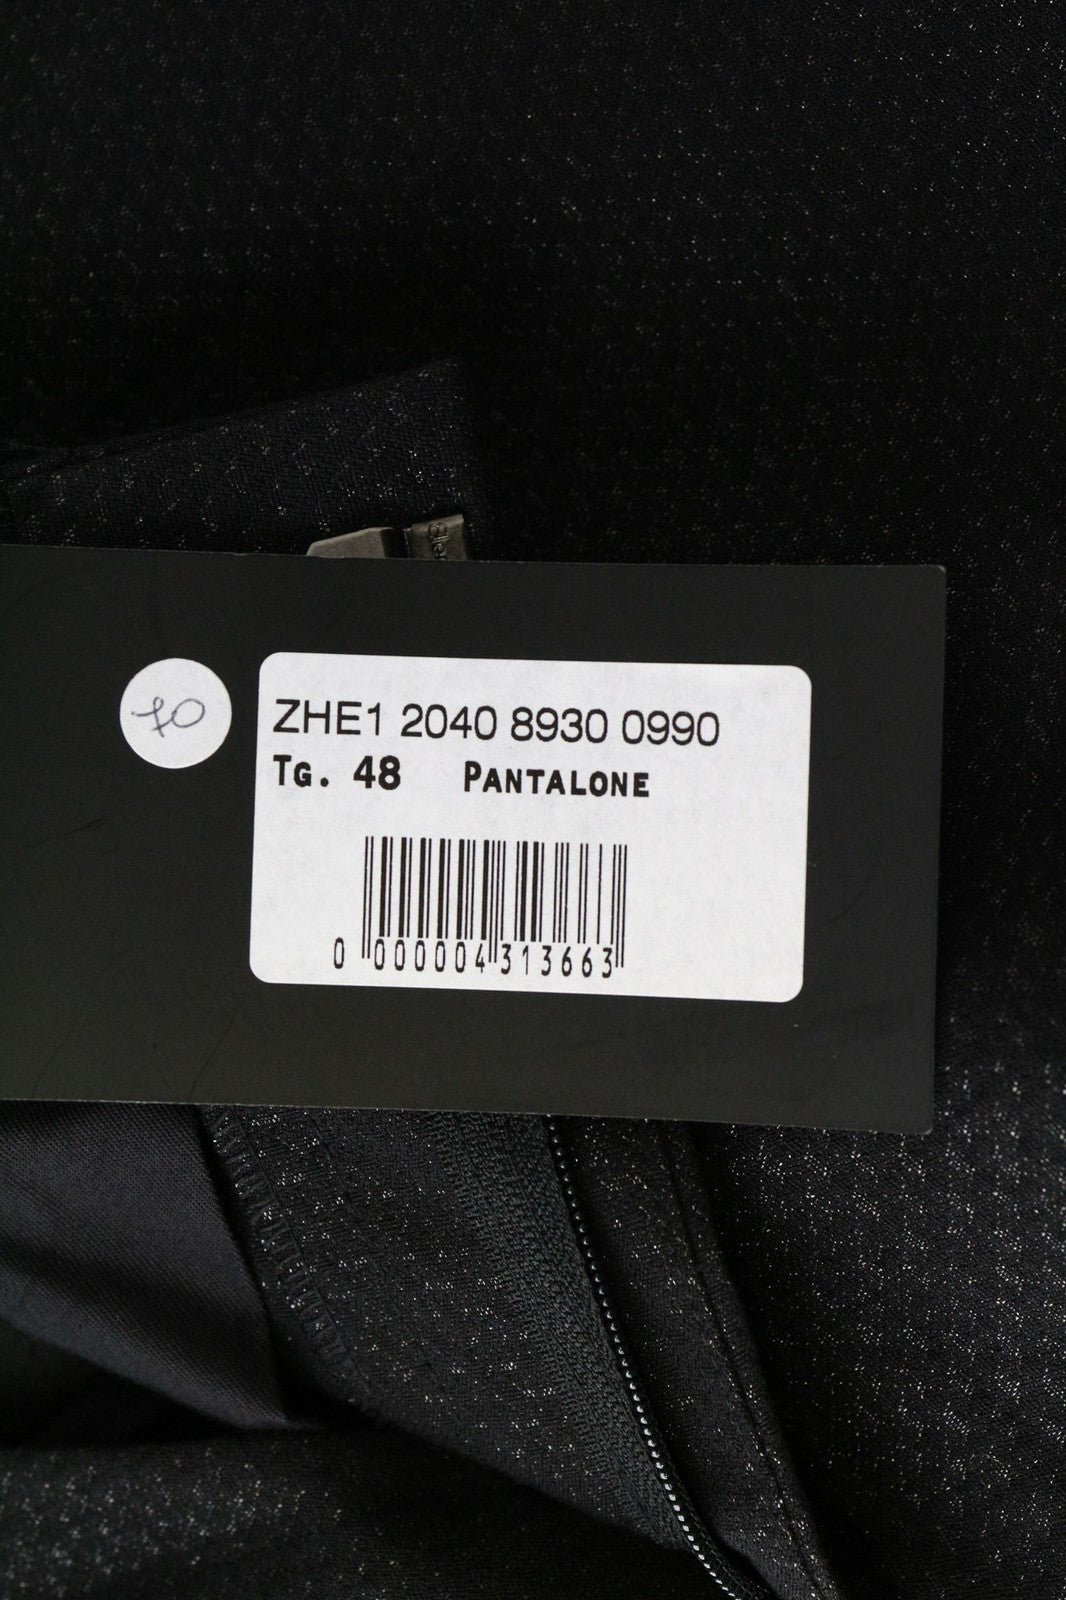 70
ZHE1 2040 8930 0990
TG. 48 PANTALONE
0 000004 313663